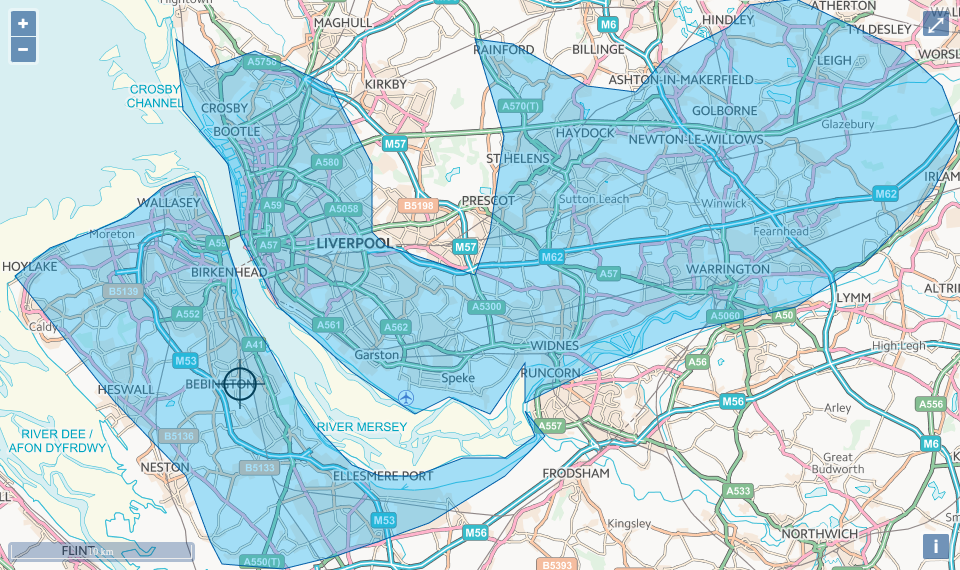 Hightown
MAGHULL
M6
HINDLEY
ATHERTON
TYLDESLEY
WORSL
+
−
A5758
RAINFORD
BILLINGE
LEIGH
CROSBY
CHANNEL
KIRKBY
ASHTON-IN-MAKERFIELD
CROSBY
A570(T)
GOLBORNE
BOOTLE
M57
HAYDOCK
NEWTON-LE-WILLOWS
Glazebury
A580
ST HELENS
IRLAM
WALLASEY
A59
A5058
B5198
PRESCOT
Sutton Leach
Winwick
M62
Moreton
A59
A57
LIVERPOOL
M57
M62
Fearnhead
HOYLAKE
BIRKENHEAD
A57
WARRINGTON
B5139
LYMM
ALTRI
Caldy
A552
A561
A562
A5300
A5060
A50
M53
A41
Garston
WIDNES
High Legh
HESWALL
BEBINGTON
Speke
RUNCORN
A56
M56
Arley
A556
RIVER DEE /
AFON DYFRDWY
B5136
RIVER MERSEY
A557
M6
NESTON
B5133
ELLESMERE PORT
FRODSHAM
Great
Budworth
A533
M53
M56
Kingsley
NORTHWICH
FLINT
10 km
A550(T)
B5393
i